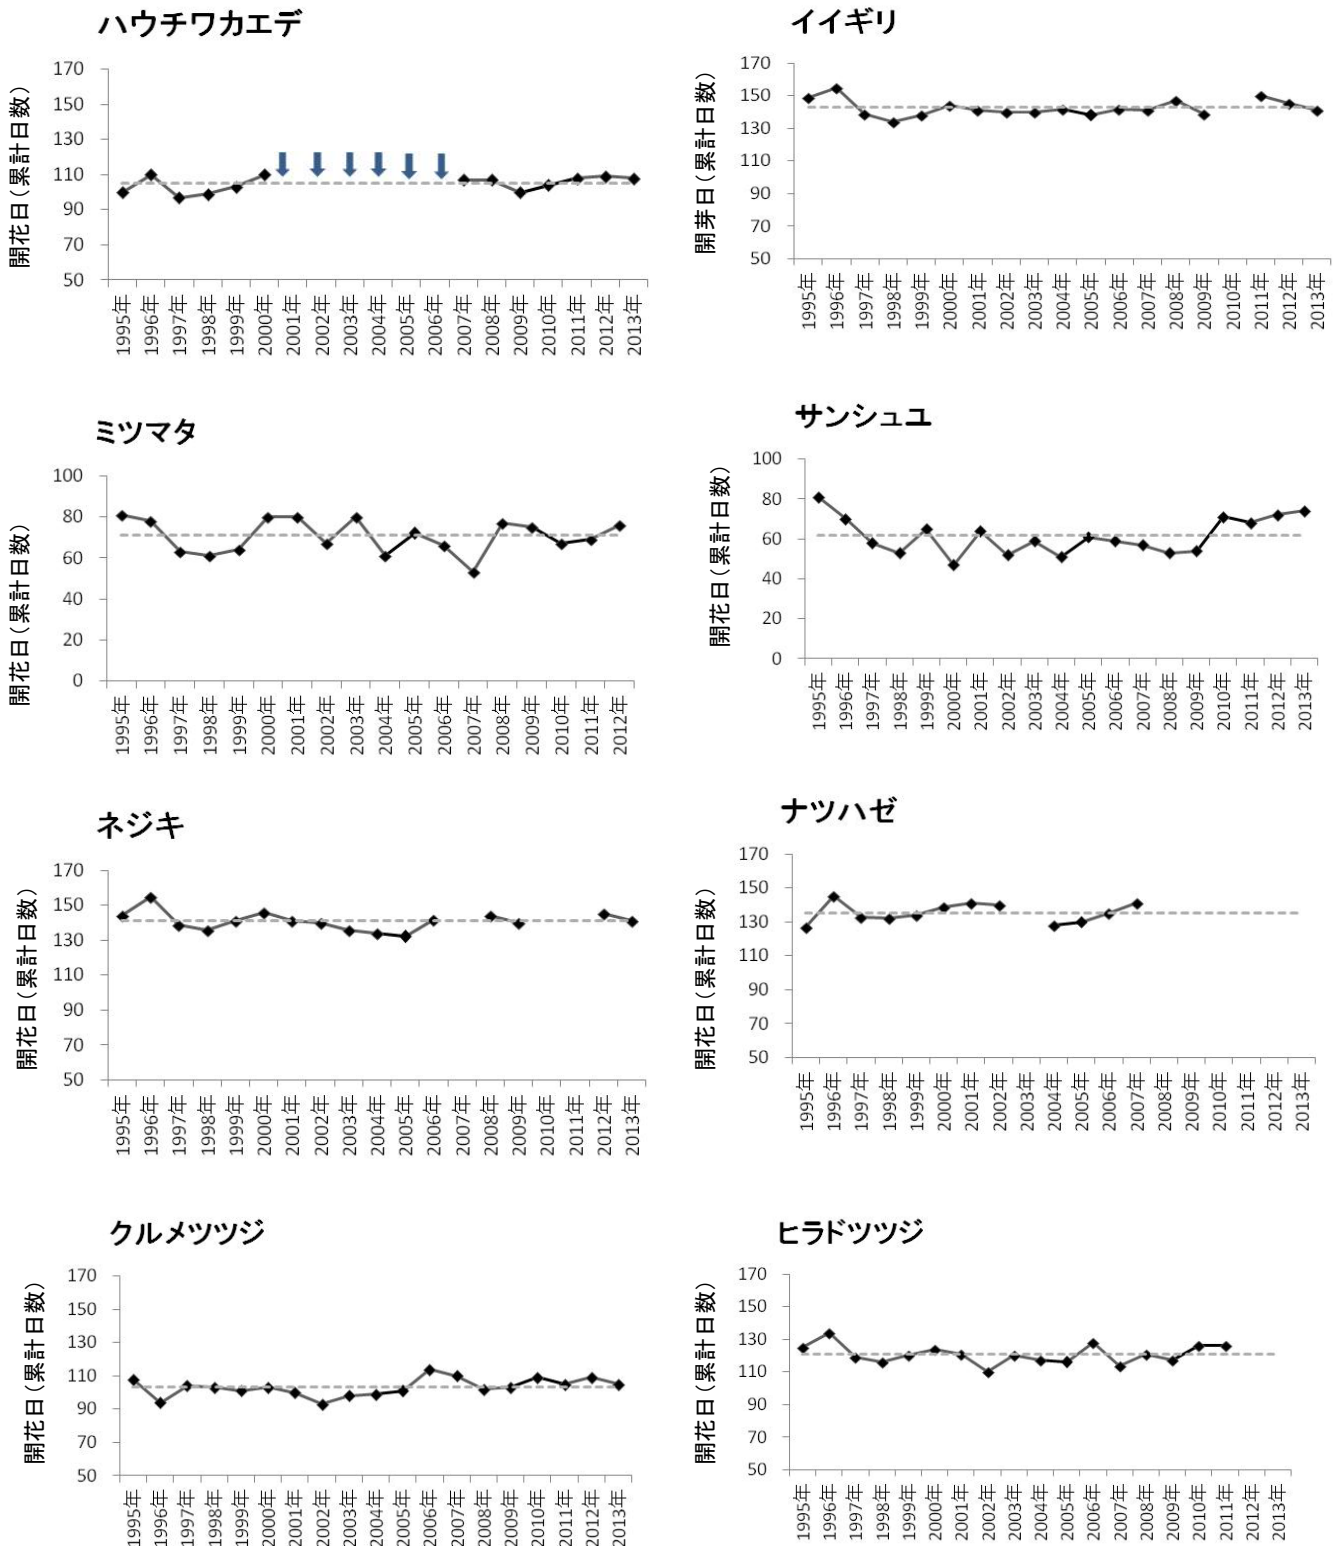 ハウチワカエデ
開花日（累計日数）
170
150
130
110
90
70
50
1995年
1996年
1997年
1998年
1999年
2000年
2001年
2002年
2003年
2004年
2005年
2006年
2007年
2008年
2009年
2010年
2011年
2012年
2013年
イイギリ
開芽日（累計日数）
170
150
130
110
90
70
50
1995年
1996年
1997年
1998年
1999年
2000年
2001年
2002年
2003年
2004年
2005年
2006年
2007年
2008年
2009年
2010年
2011年
2012年
2013年
ミツマタ
開花日（累計日数）
100
80
60
40
20
0
1995年
1996年
1997年
1998年
1999年
2000年
2001年
2002年
2003年
2004年
2005年
2006年
2007年
2008年
2009年
2010年
2011年
2012年
サンシュユ
開花日（累計日数）
100
80
60
40
20
0
1995年
1996年
1997年
1998年
1999年
2000年
2001年
2002年
2003年
2004年
2005年
2006年
2007年
2008年
2009年
2010年
2011年
2012年
2013年
ネジキ
開花日（累計日数）
170
150
130
110
90
70
50
1995年
1996年
1997年
1998年
1999年
2000年
2001年
2002年
2003年
2004年
2005年
2006年
2007年
2008年
2009年
2010年
2011年
2012年
2013年
ナツハゼ
開花日（累計日数）
170
150
130
110
90
70
50
1995年
1996年
1997年
1998年
1999年
2000年
2001年
2002年
2003年
2004年
2005年
2006年
2007年
2008年
2009年
2010年
2011年
2012年
2013年
クルメツツジ
開花日（累計日数）
170
150
130
110
90
70
50
1995年
1996年
1997年
1998年
1999年
2000年
2001年
2002年
2003年
2004年
2005年
2006年
2007年
2008年
2009年
2010年
2011年
2012年
2013年
ヒラドツツジ
開花日（累計日数）
170
150
130
110
90
70
50
1995年
1996年
1997年
1998年
1999年
2000年
2001年
2002年
2003年
2004年
2005年
2006年
2007年
2008年
2009年
2010年
2011年
2012年
2013年